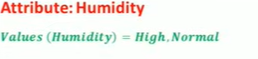 Attribute: Humidity
Values (Humidity) = High, Normal